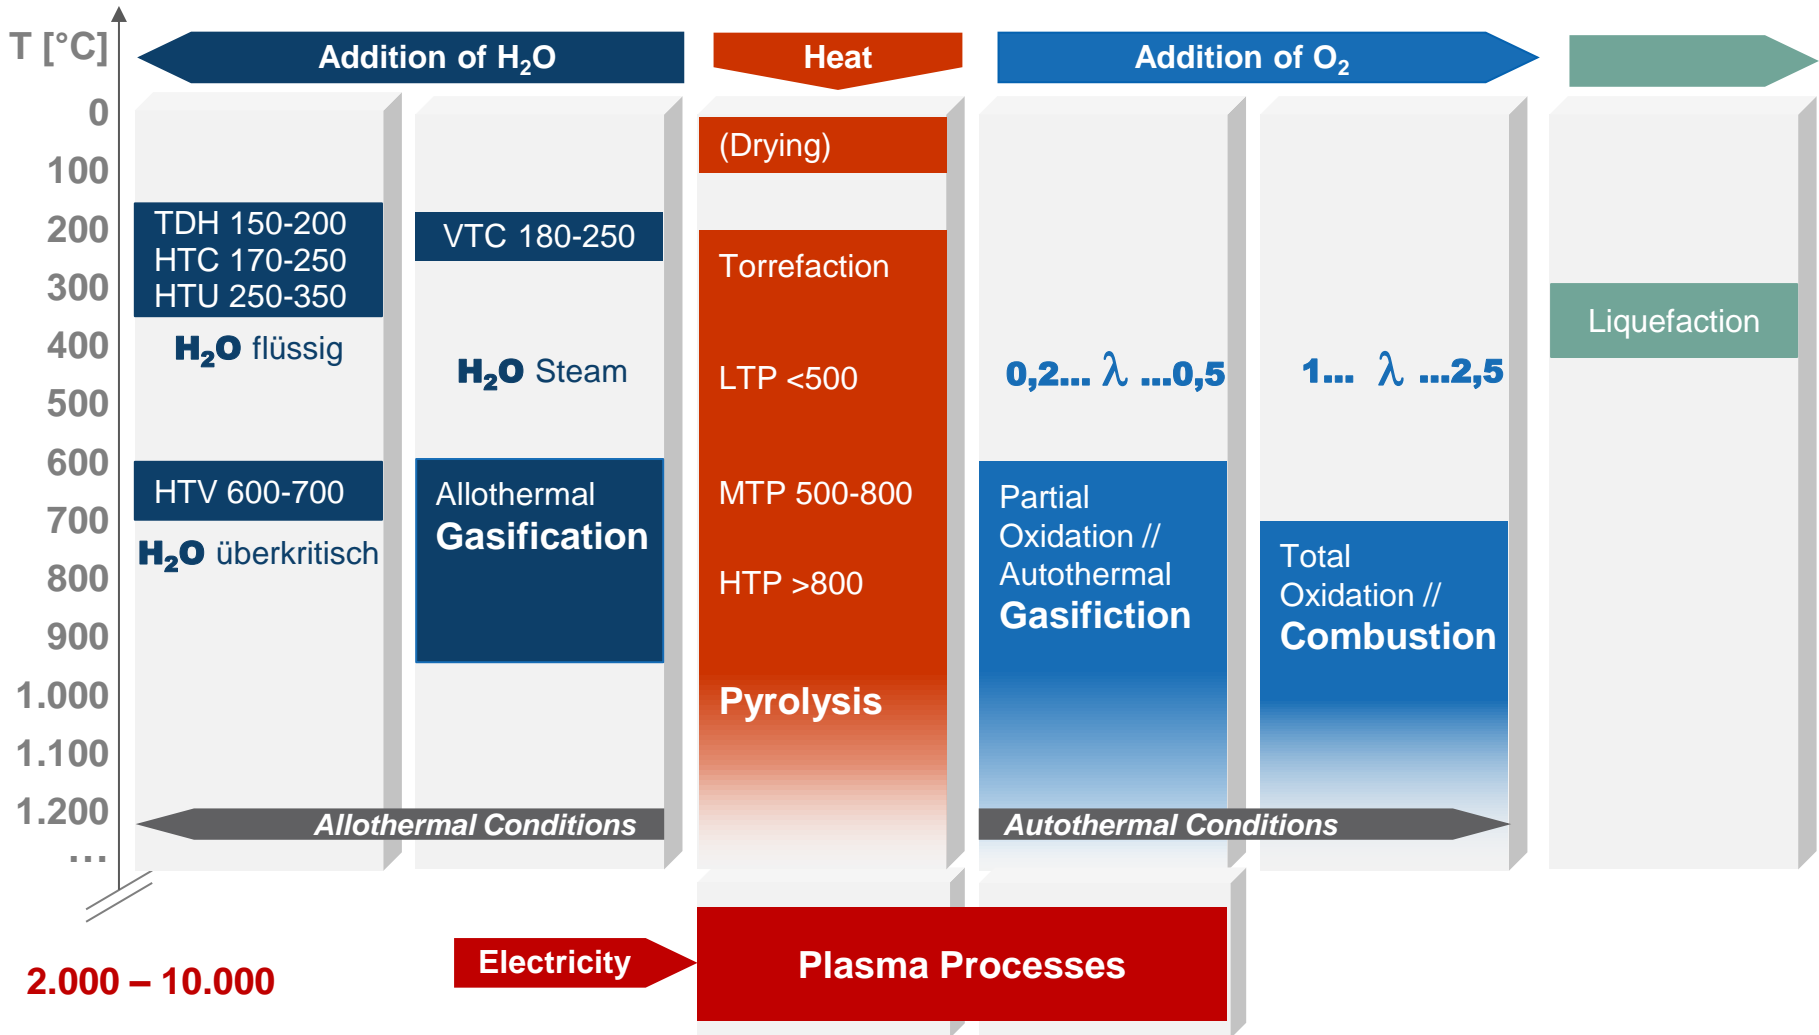 T [°C]
Addition of H₂O
Heat
Addition of O₂
0
100
200
300
400
500
600
700
800
900
1.000
1.100
1.200
...
TDH 150-200
HTC 170-250
HTU 250-350
H₂O flüssig
HTV 600-700
H₂O überkritisch
VTC 180-250
H₂O Steam
Allothermal
Gasification
(Drying)
Torrefaction
LTP <500
MTP 500-800
HTP >800
Pyrolysis
0,2... λ ...0,5
Partial
Oxidation //
Autothermal
Gasifiction
1... λ ...2,5
Total
Oxidation //
Combustion
Liquefaction
Allothermal Conditions
Autothermal Conditions
2.000 – 10.000
Electricity
Plasma Processes